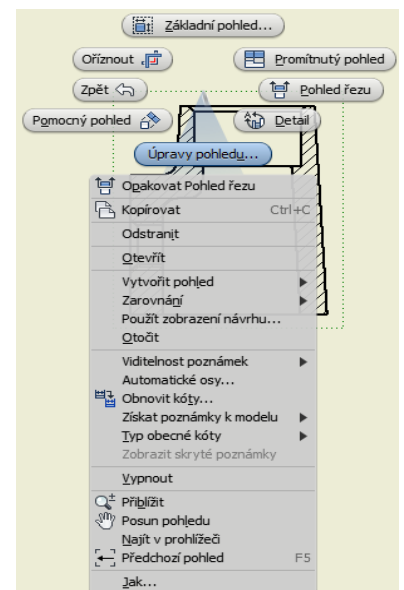 Základní pohled...
Oříznout
Promítnutý pohled
Zpět
Pohled řezu
Pomocný pohled
Detail
Úpravy pohledu...
Opakovat Pohled řezu
Kopírovat Ctrl+C
Odstranit
Otevřít
Vytvořit pohled
Zarovnání
Použít zobrazení návrhu...
Otočit
Viditelnost poznámek
Automatické osy...
Obnovit kóty...
Získat poznámky k modelu
Typ obecné kóty
Zobrazit skryté poznámky
Vypnout
Přiblížit
Posun pohledu
Najít v prohlížeči
Předchozí pohled F5
Jak...